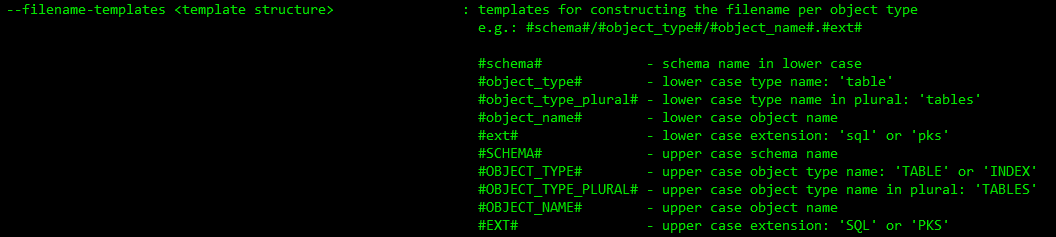 --filename-templates <template structure> : templates for constructing the filename per object type
e.g.: #schema#/#object_type#/#object_name#.#ext#
#schema# - schema name in lower case
#object_type# - lower case type name: 'table'
#object_type_plural# - lower case type name in plural: 'tables'
#object_name# - lower case object name
#ext# - lower case extension: 'sql' or 'pks'
#SCHEMA# - upper case schema name
#OBJECT_TYPE# - upper case object type name: 'TABLE' or 'INDEX'
#OBJECT_TYPE_PLURAL# - upper case object type name in plural: 'TABLES'
#OBJECT_NAME# - upper case object name
#EXT# - upper case extension: 'SQL' or 'PKS'